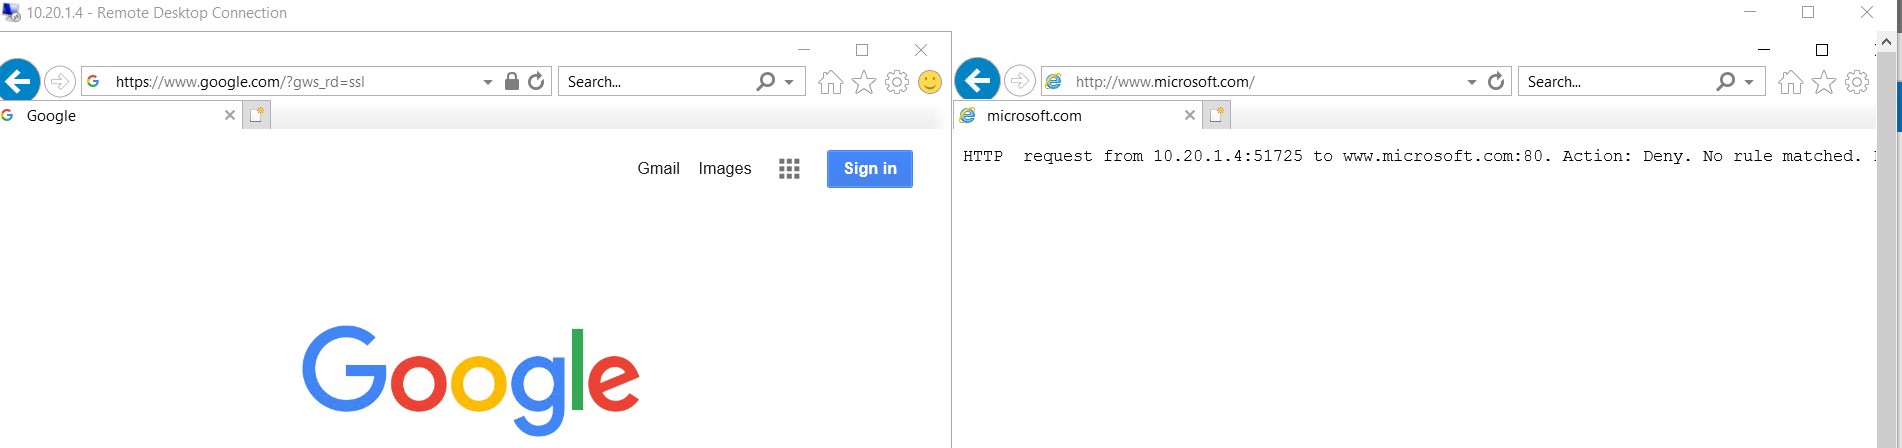 10.20.1.4 - Remote Desktop Connection
https://www.google.com/?gws_rd=ssl
Search...
Google
Gmail Images Sign in
Google
http://www.microsoft.com/
Search...
microsoft.com
HTTP request from 10.20.1.4:51725 to www.microsoft.com:80. Action: Deny. No rule matched.